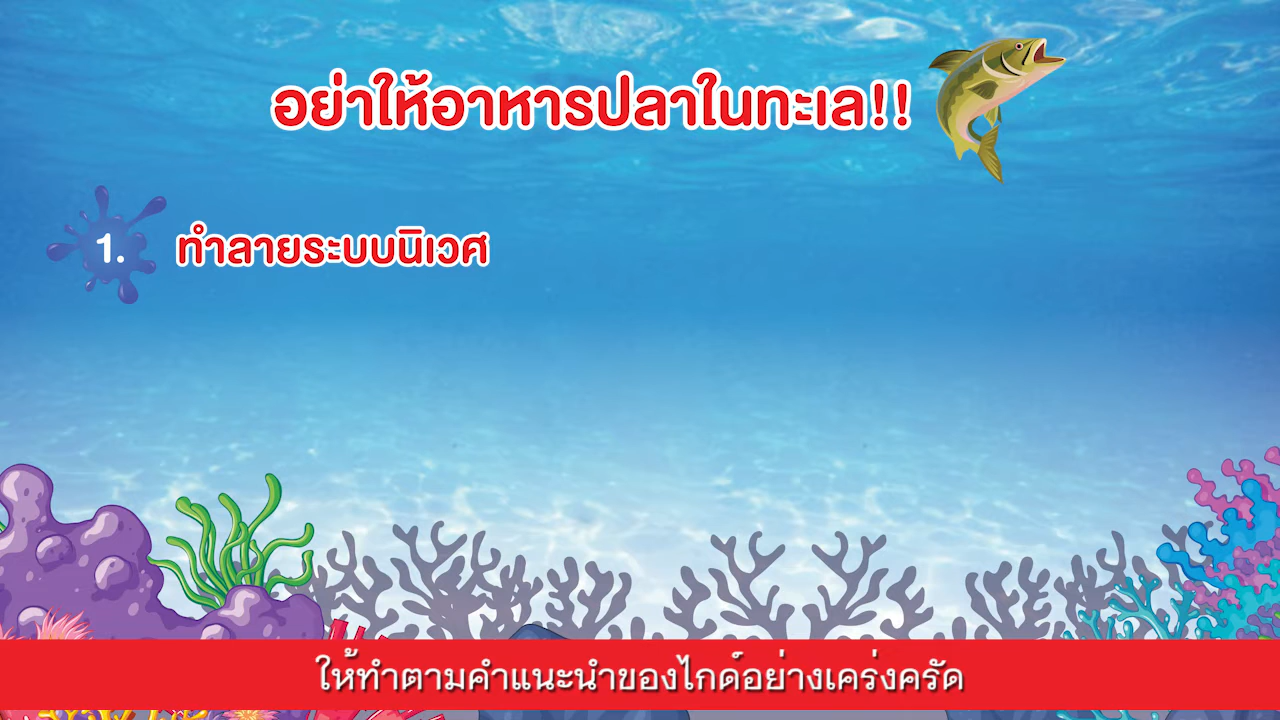 อย่าให้อาหารปลาในทะเล!!
1. ทำลายระบบนิเวศ
ให้ทำตามคำแนะนำของไกด์อย่างเคร่งครัด